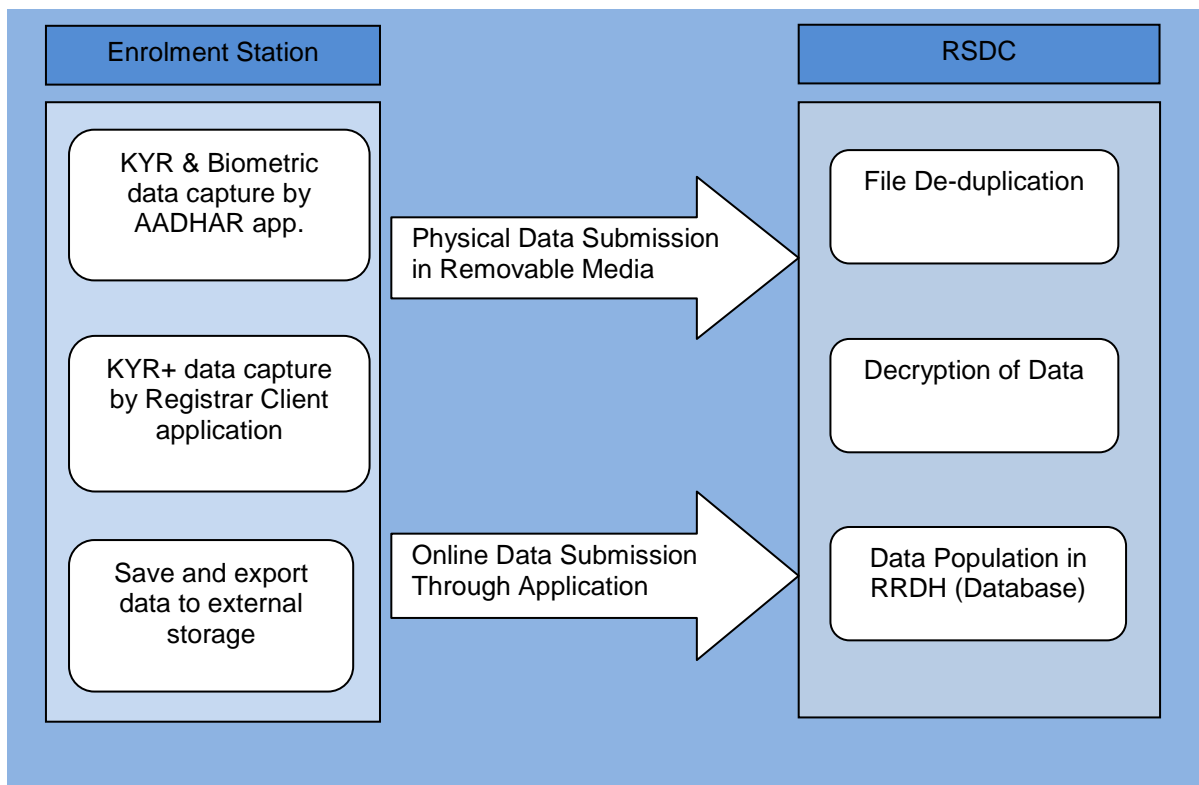 Enrolment Station
KYR & Biometric
data capture by
AADHAR app.
KYR+ data capture
by Registrar Client
application
Save and export
data to external
storage
Physical Data Submission
in Removable Media
Online Data Submission
Through Application
RSDC
File De-duplication
Decryption of Data
Data Population in
RRDH (Database)